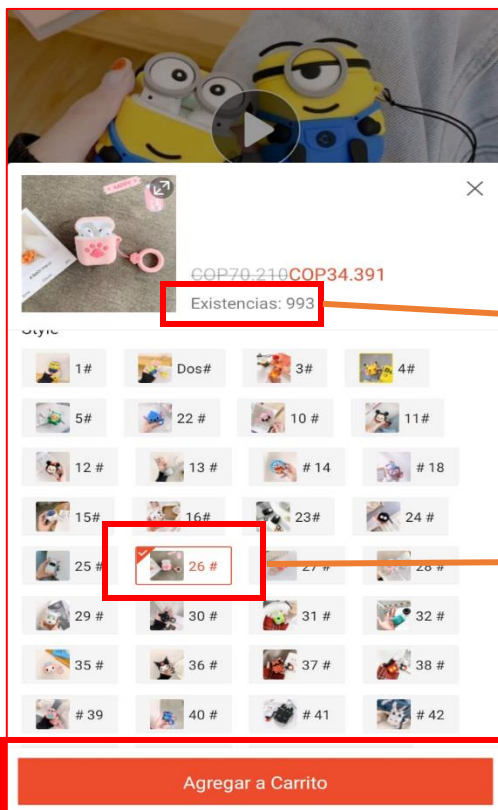 COP70.210COP34.391
Existencias: 993
Style
1# Dos# 3# 4#
5# 22 # 10 # 11#
12 # 13 # # 14 # 18
15# 16# 23# 24 #
25 # 26 # 27 # 28 #
29 # 30 # 31 # 32 #
35 # 36 # 37 # 38 #
# 39 40 # # 41 # 42
Agregar a Carrito